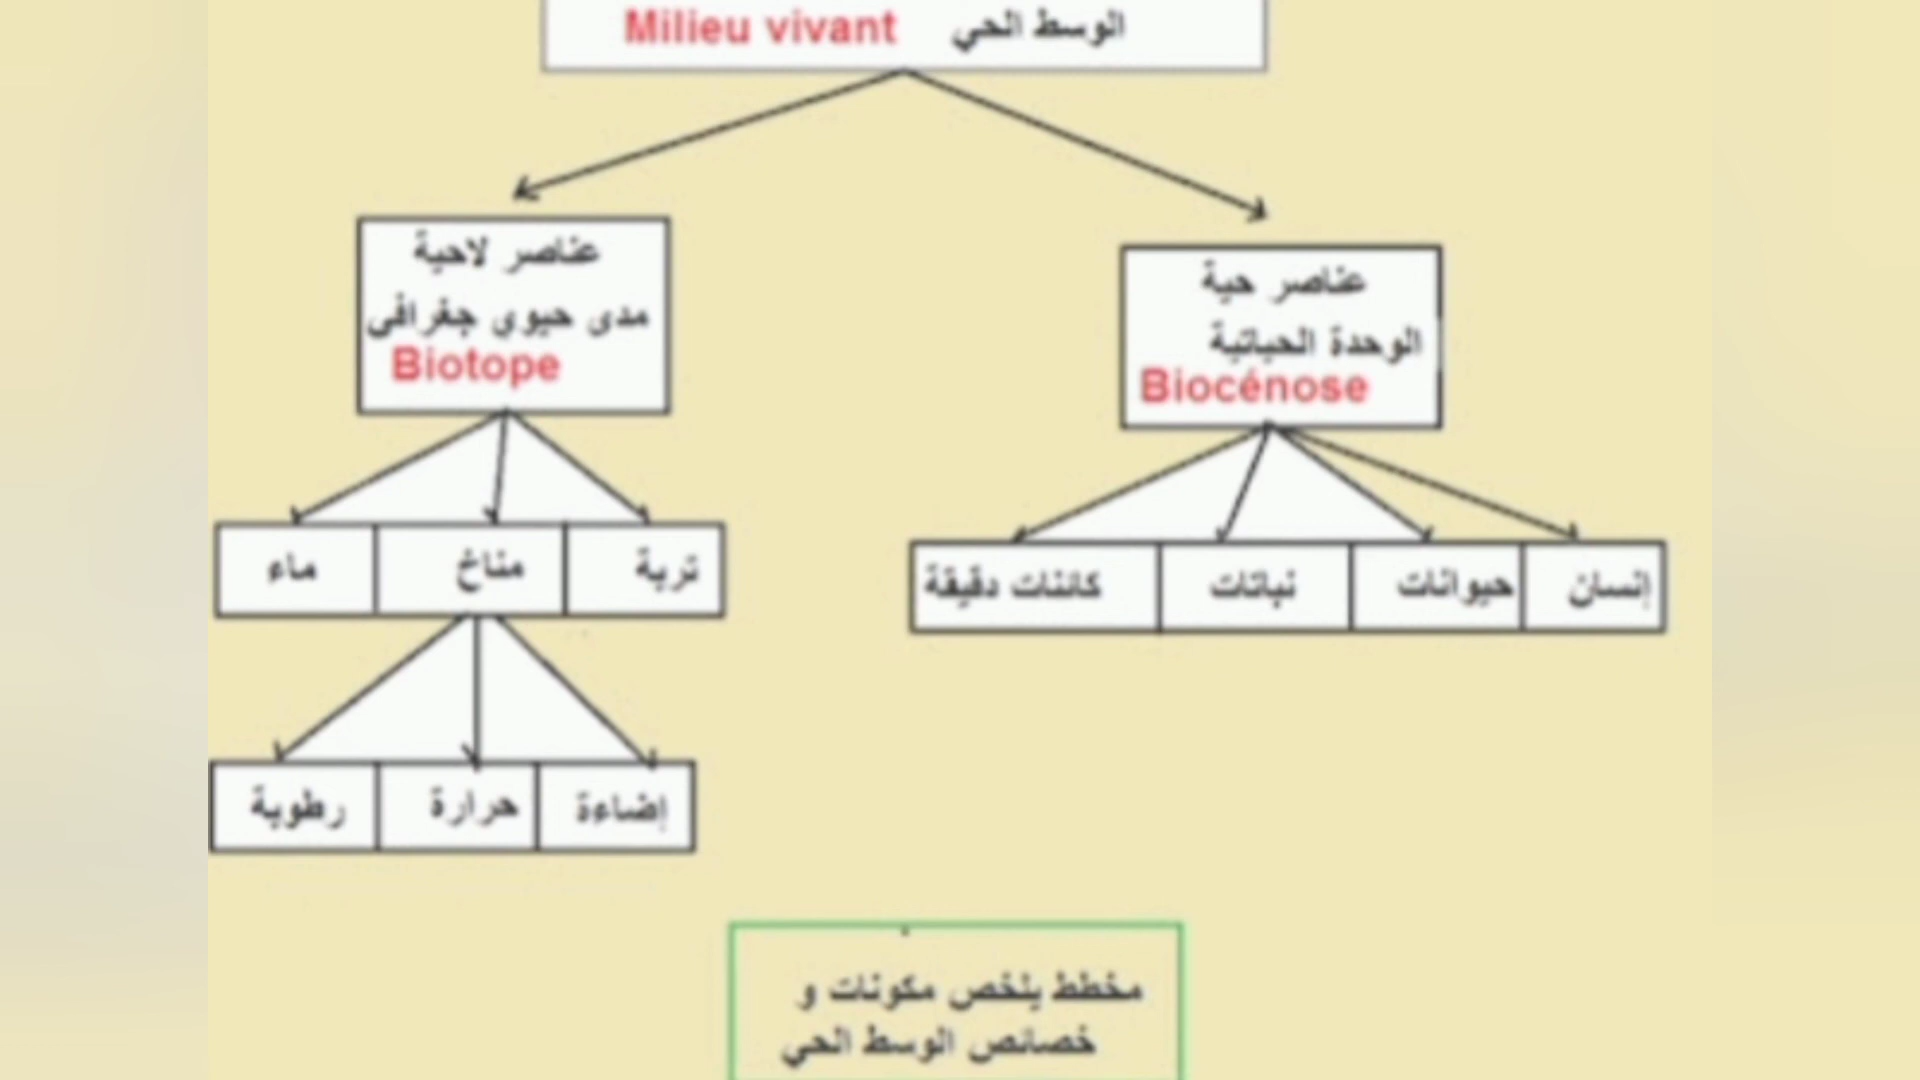 الوسط الحي Milieu vivant
عناصر لاحية
مدى حيوي جغرافي
Biotope
عناصر حية
الوحدة الحياتية
Biocénose
تربة
مناخ
ماء
إنسان
حيوانات
نباتات
كائنات دقيقة
إضاءة
حرارة
رطوبة
مخطط يلخص مكونات و
خصائص الوسط الحي